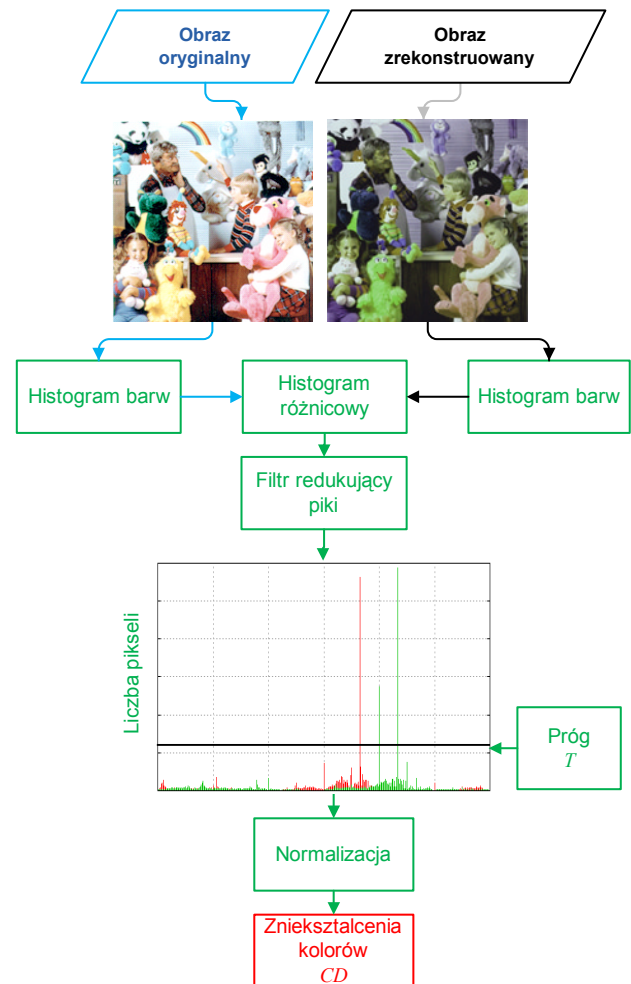 Obraz
oryginalny
Obraz
zrekonstruowany
Histogram barw
Histogram
różnicowy
Histogram barw
Filtr redukujący
piki
Liczba pikseli
Próg
T
Normalizacja
Zniekształcenia
kolorów
CD